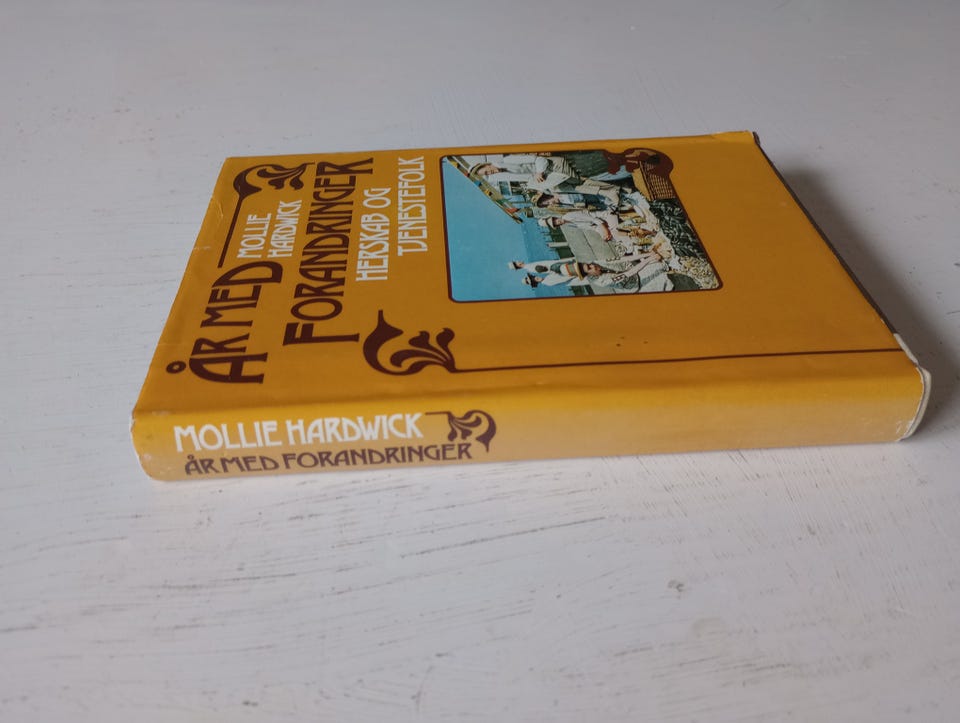 ÅR MED
MOLLIE
HARDWICK
FORANDRINGER
HERSKAB OG
TJENESTEFOLK
MOLLIE HARDWICK
ÅR MED FORANDRINGER